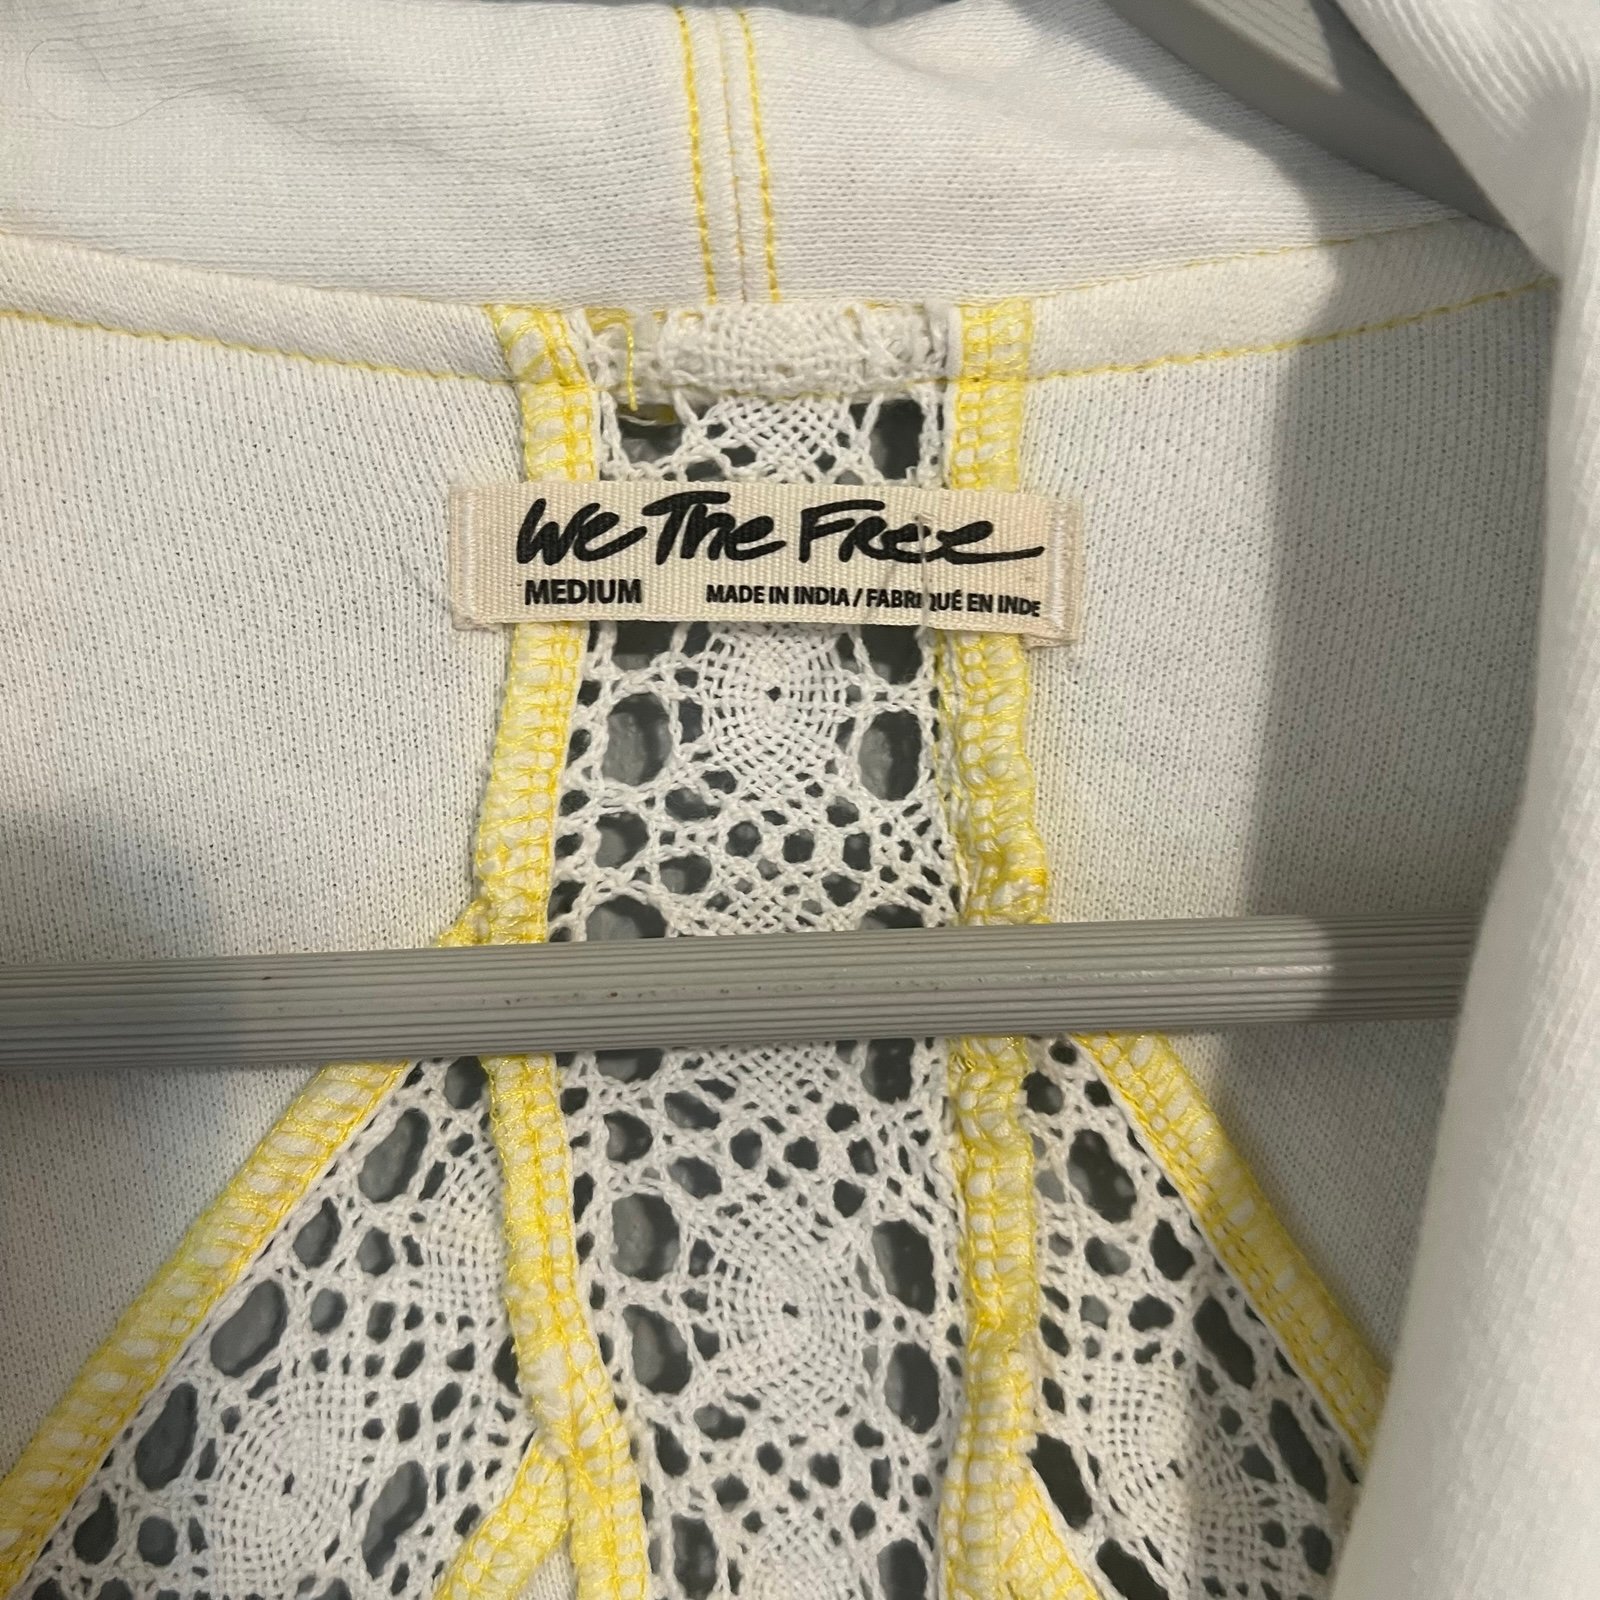 We The Free
MEDIUM MADE IN INDIA / FABRIQUÉ EN INDE